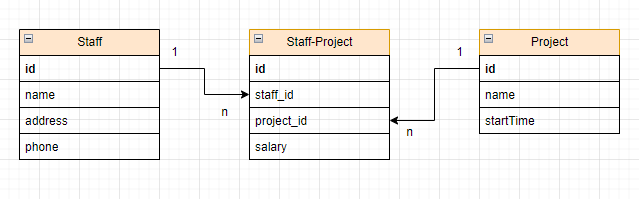 Staff
id
name
address
phone
1
n
Staff-Project
id
staff_id
project_id
salary
1
n
Project
id
name
startTime